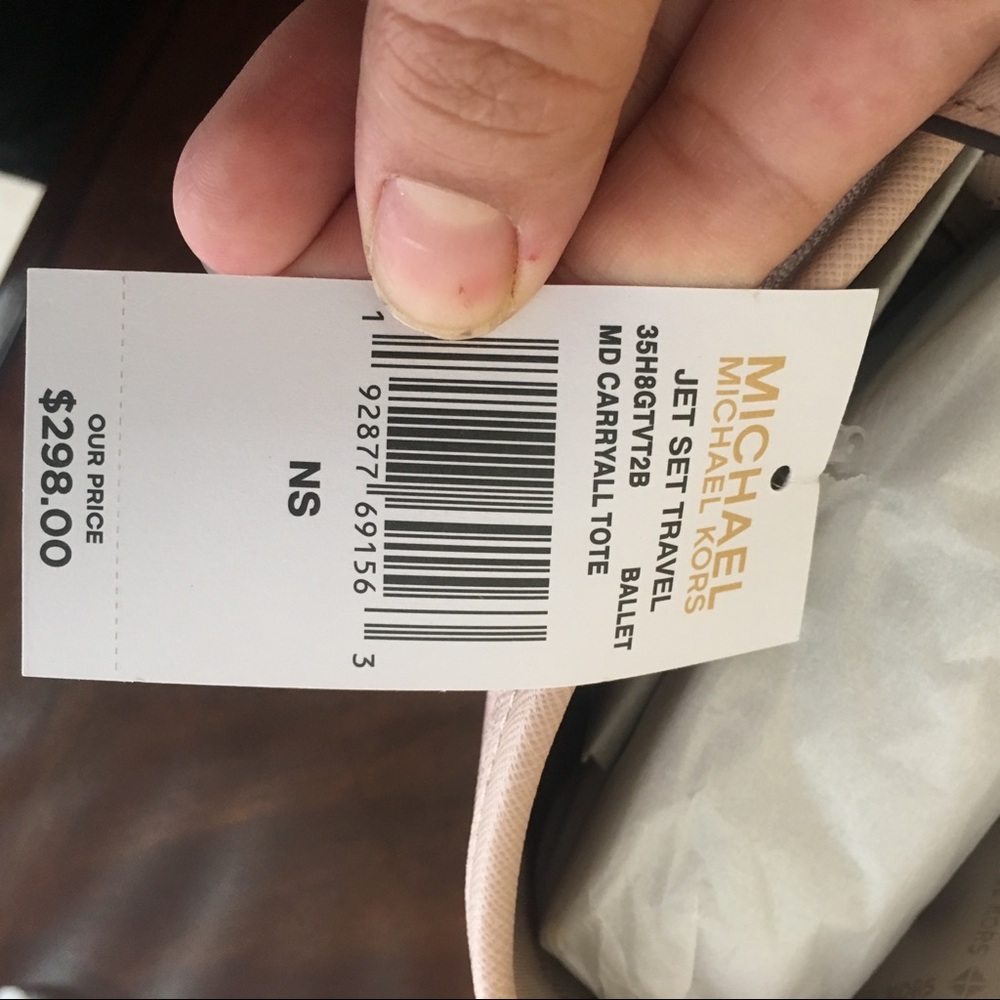 MICHAEL
MICHAEL KORS
JET SET TRAVEL
35H8GTVT2B BALLET
MD CARRYALL TOTE
1 92877 69156 3
NS
OUR PRICE
$298.00